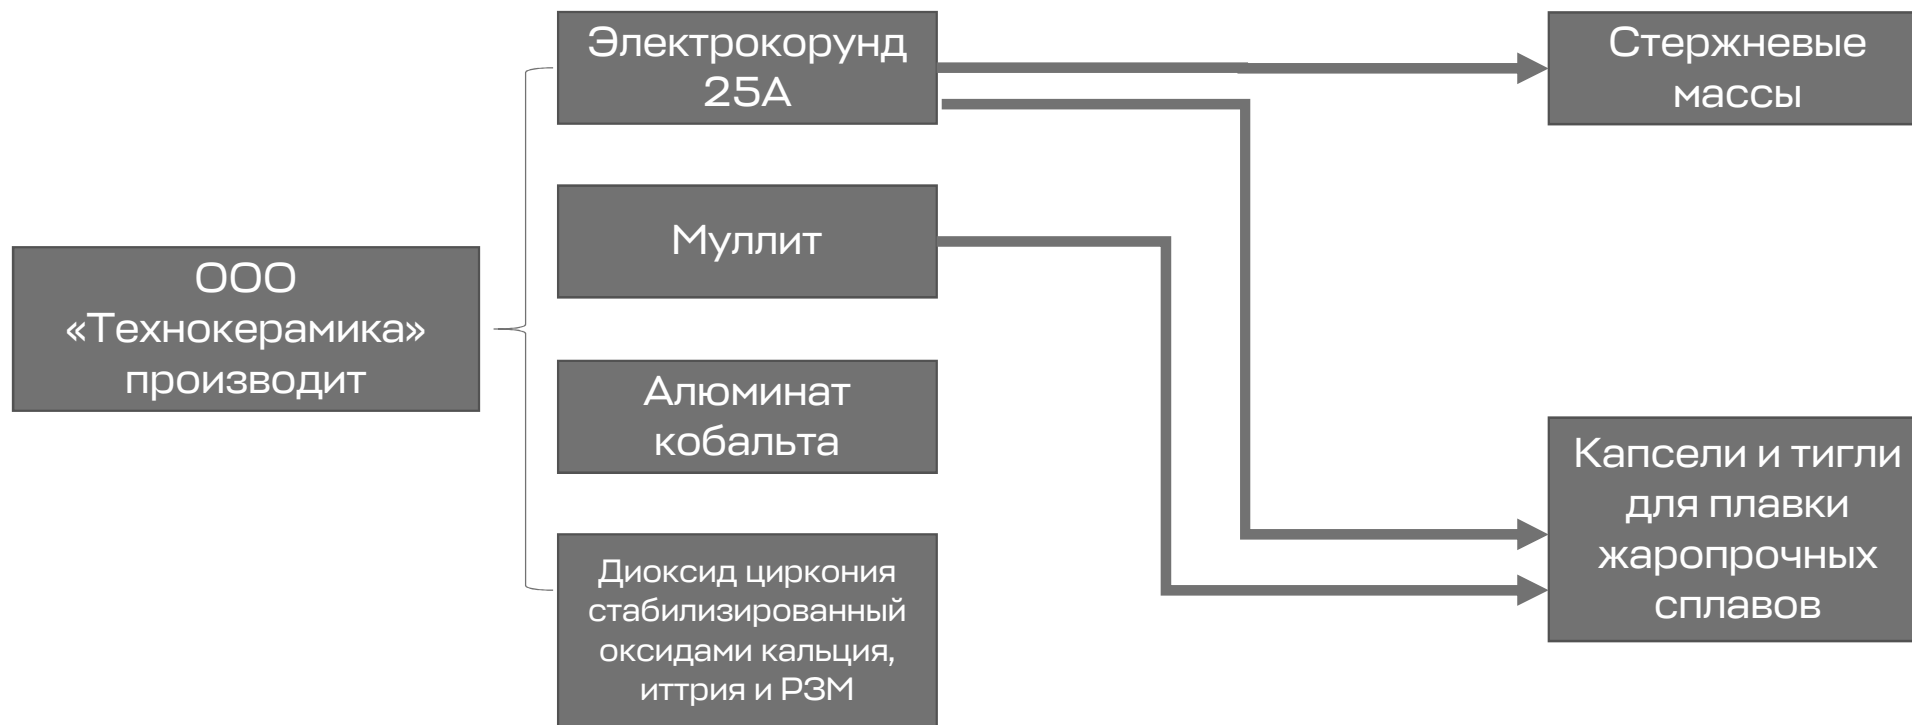 ООО
«Технокерамика»
производит
Электрокорунд
25А
Муллит
Алюминат
кобальта
Диоксид циркония
стабилизированный
оксидами кальция,
иттрия и РЗМ
Стержневые
массы
Капсели и тигли
для плавки
жаропрочных
сплавов